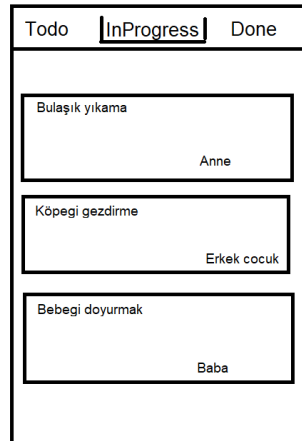 Todo InProgress Done
Bulaşık yıkama
Anne
Köpegi gezdirme
Erkek cocuk
Bebegi doyurmak
Baba